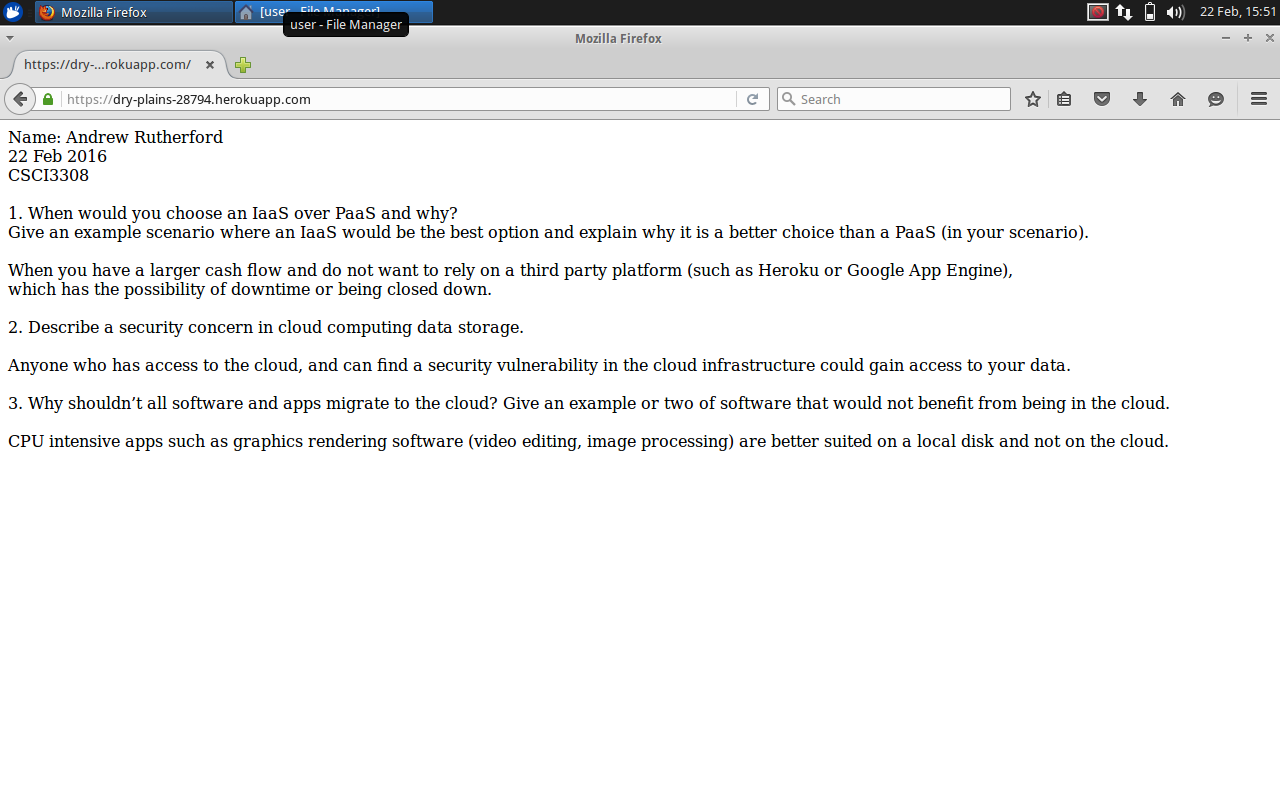 Mozilla Firefox
[user - File Manager]
22 Feb, 15:51
user - File Manager
Mozilla Firefox
https://dry-...rokuapp.com/
https://dry-plains-28794.herokuapp.com
Search
Name: Andrew Rutherford
22 Feb 2016
CSCI3308
1. When would you choose an IaaS over PaaS and why?
Give an example scenario where an IaaS would be the best option and explain why it is a better choice than a PaaS (in your scenario).
When you have a larger cash flow and do not want to rely on a third party platform (such as Heroku or Google App Engine),
which has the possibility of downtime or being closed down.
2. Describe a security concern in cloud computing data storage.
Anyone who has access to the cloud, and can find a security vulnerability in the cloud infrastructure could gain access to your data.
3. Why shouldn’t all software and apps migrate to the cloud? Give an example or two of software that would not benefit from being in the cloud.
CPU intensive apps such as graphics rendering software (video editing, image processing) are better suited on a local disk and not on the cloud.